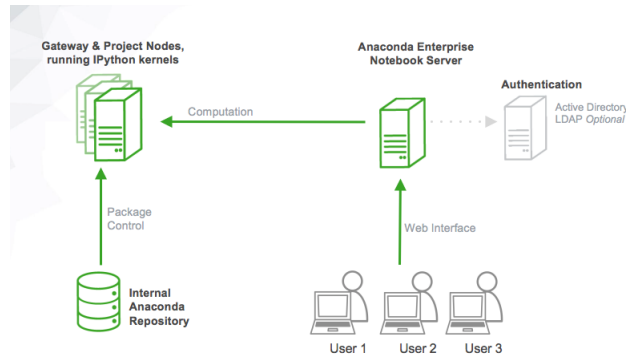 Gateway & Project Nodes,
running IPython kernels
Anaconda Enterprise
Notebook Server
Authentication
Active Directory
LDAP Optional
Computation
Package
Control
Web Interface
Internal
Anaconda
Repository
User 1
User 2
User 3